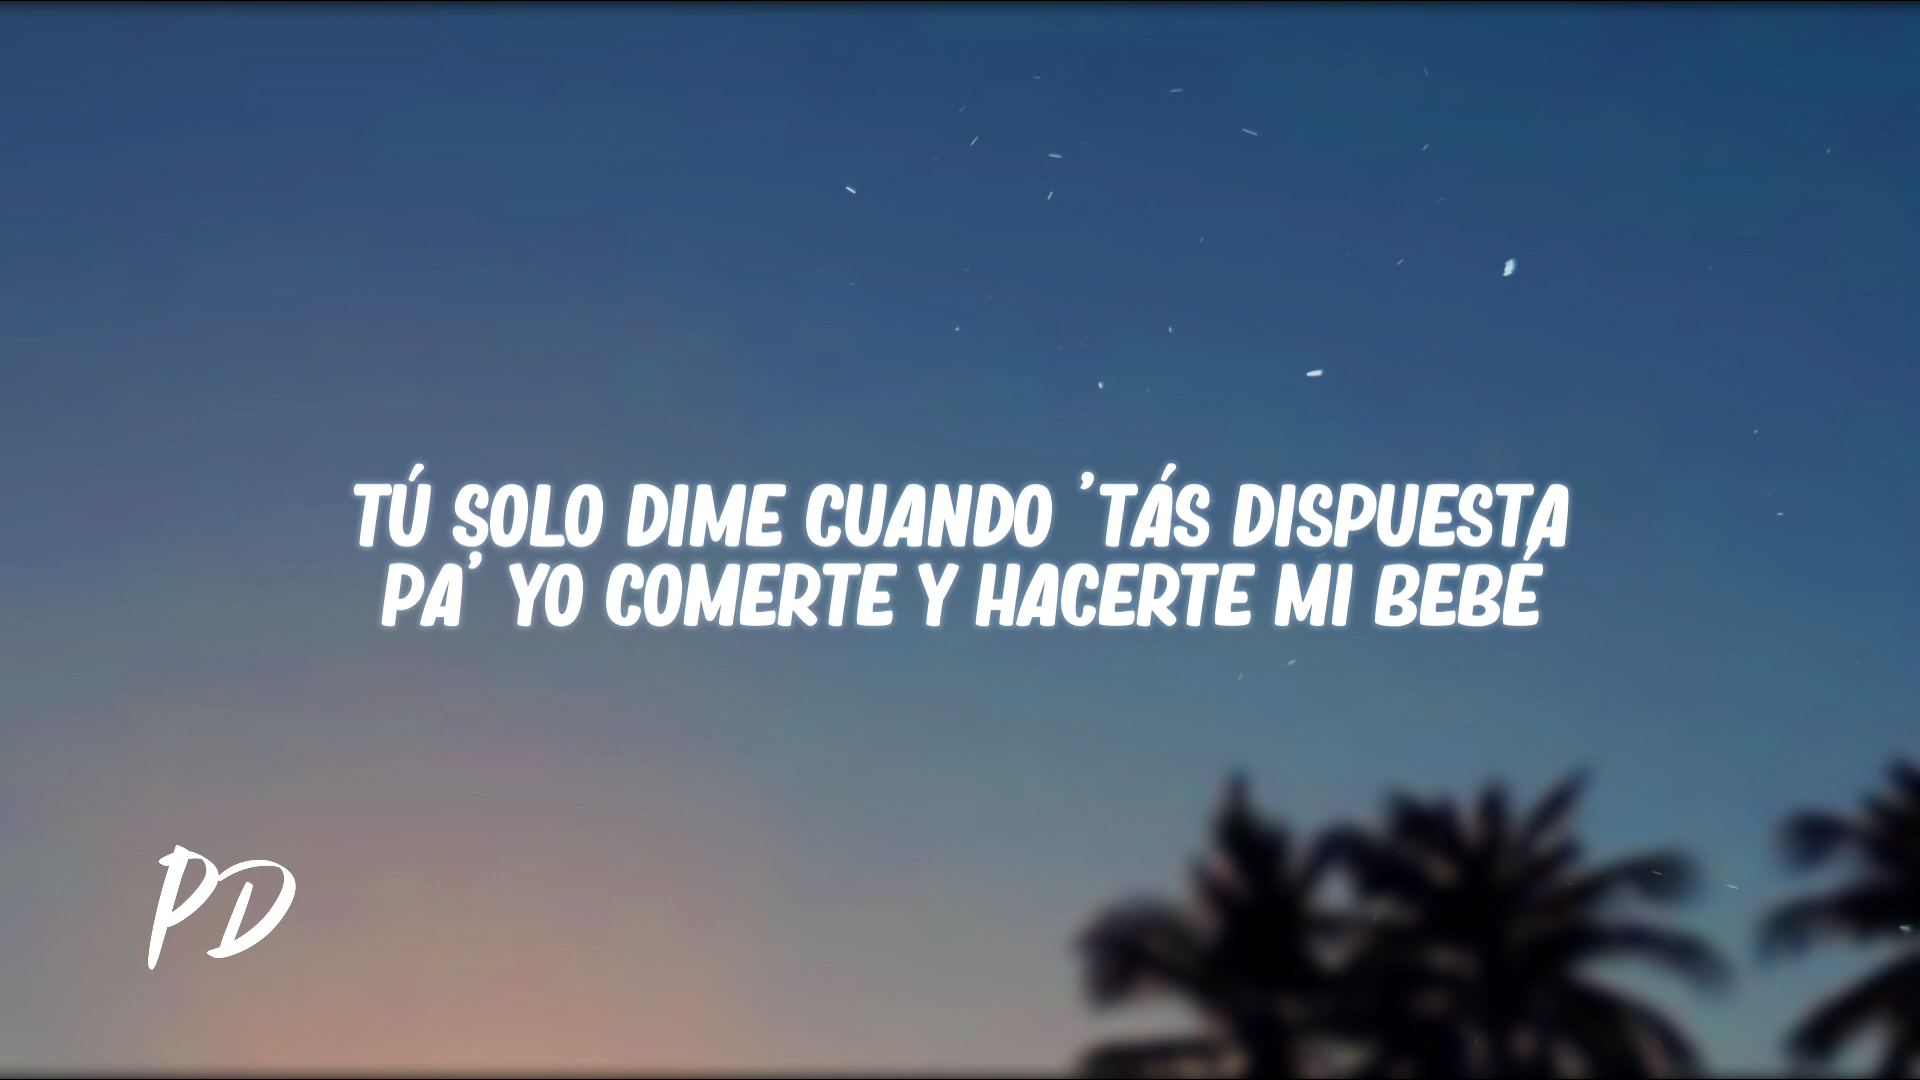 TÚ SOLO DIME CUANDO 'TÁS DISPUESTA
PA' YO COMERTE Y HACERTE MI BEBÉ
PD